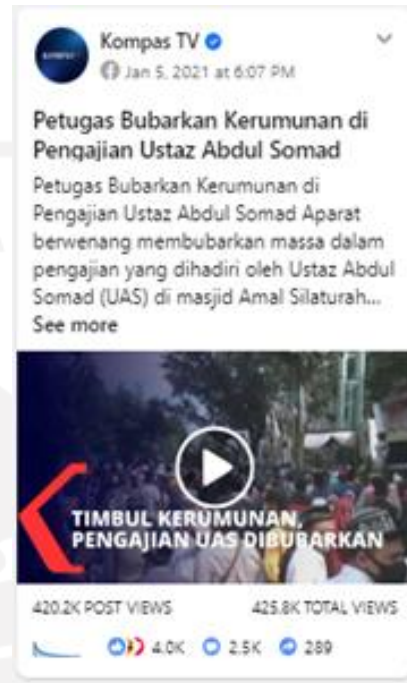 Kompas TV
Jan 5, 2021 at 6:07 PM
Petugas Bubarkan Kerumunan di
Pengajian Ustaz Abdul Somad
Petugas Bubarkan Kerumunan di
Pengajian Ustaz Abdul Somad Aparat
berwenang membubarkan massa dalam
pengajian yang dihadiri oleh Ustaz Abdul
Somad (UAS) di masjid Amal Silaturah...
See more
TIMBUL KERUMUNAN,
PENGAJIAN UAS DIBUBARKAN
420.2K POST VIEWS 425.8K TOTAL VIEWS
4.0K 2.5K 289